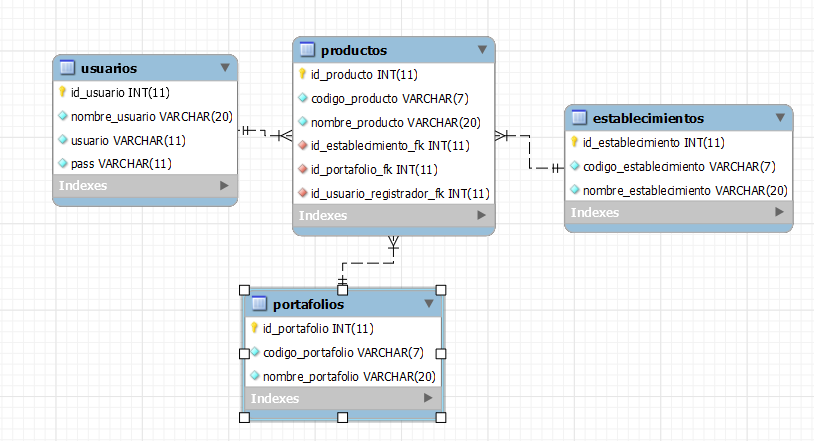 usuarios
id_usuario INT(11)
nombre_usuario VARCHAR(20)
usuario VARCHAR(11)
pass VARCHAR(11)
Indexes
productos
id_producto INT(11)
codigo_producto VARCHAR(7)
nombre_producto VARCHAR(20)
id_establecimiento_fk INT(11)
id_portafolio_fk INT(11)
id_usuario_registrador_fk INT(11)
Indexes
establecimientos
id_establecimiento INT(11)
codigo_establecimiento VARCHAR(7)
nombre_establecimiento VARCHAR(20)
Indexes
portafolios
id_portafolio INT(11)
codigo_portafolio VARCHAR(7)
nombre_portafolio VARCHAR(20)
Indexes